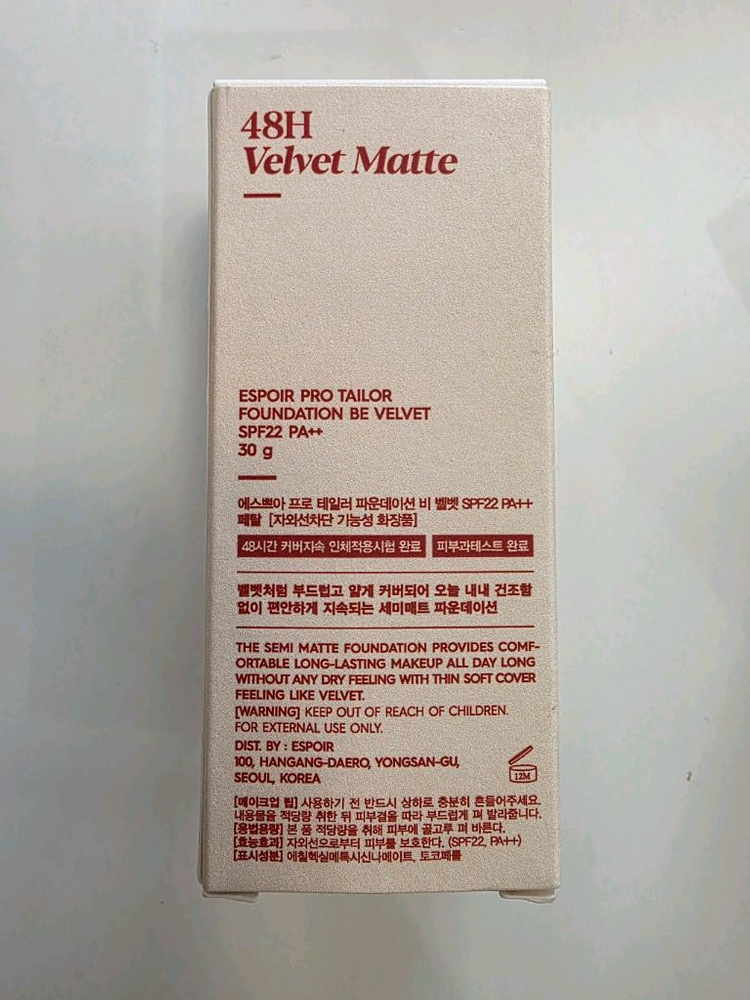 48H
Velvet Matte
ESPOIR PRO TAILOR
FOUNDATION BE VELVET
SPF22 PA++
30 g
에스쁘아 프로 테일러 파운데이션 비 벨벳 SPF22 PA++
페탈 [자외선차단 기능성 화장품]
48시간 커버지속 인체적용시험 완료 피부과테스트 완료
벨벳처럼 부드럽고 얇게 커버되어 오늘 내내 건조함
없이 편안하게 지속되는 세미매트 파운데이션
THE SEMI MATTE FOUNDATION PROVIDES COMF-
ORTABLE LONG-LASTING MAKEUP ALL DAY LONG
WITHOUT ANY DRY FEELING WITH THIN SOFT COVER
FEELING LIKE VELVET.
[WARNING] KEEP OUT OF REACH OF CHILDREN.
FOR EXTERNAL USE ONLY.
DIST. BY : ESPOIR
100, HANGANG-DAERO, YONGSAN-GU,
SEOUL, KOREA
12M
[메이크업 팁] 사용하기 전 반드시 상하로 충분히 흔들어주세요.
내용물을 적당량 취한 뒤 피부결을 따라 부드럽게 펴 발라줍니다.
[용법용량] 본 품 적당량을 취해 피부에 골고루 펴 바른다.
[효능효과] 자외선으로부터 피부를 보호한다. (SPF22, PA++)
[표시성분] 에칠헥실메톡시신나메이트, 토코페롤